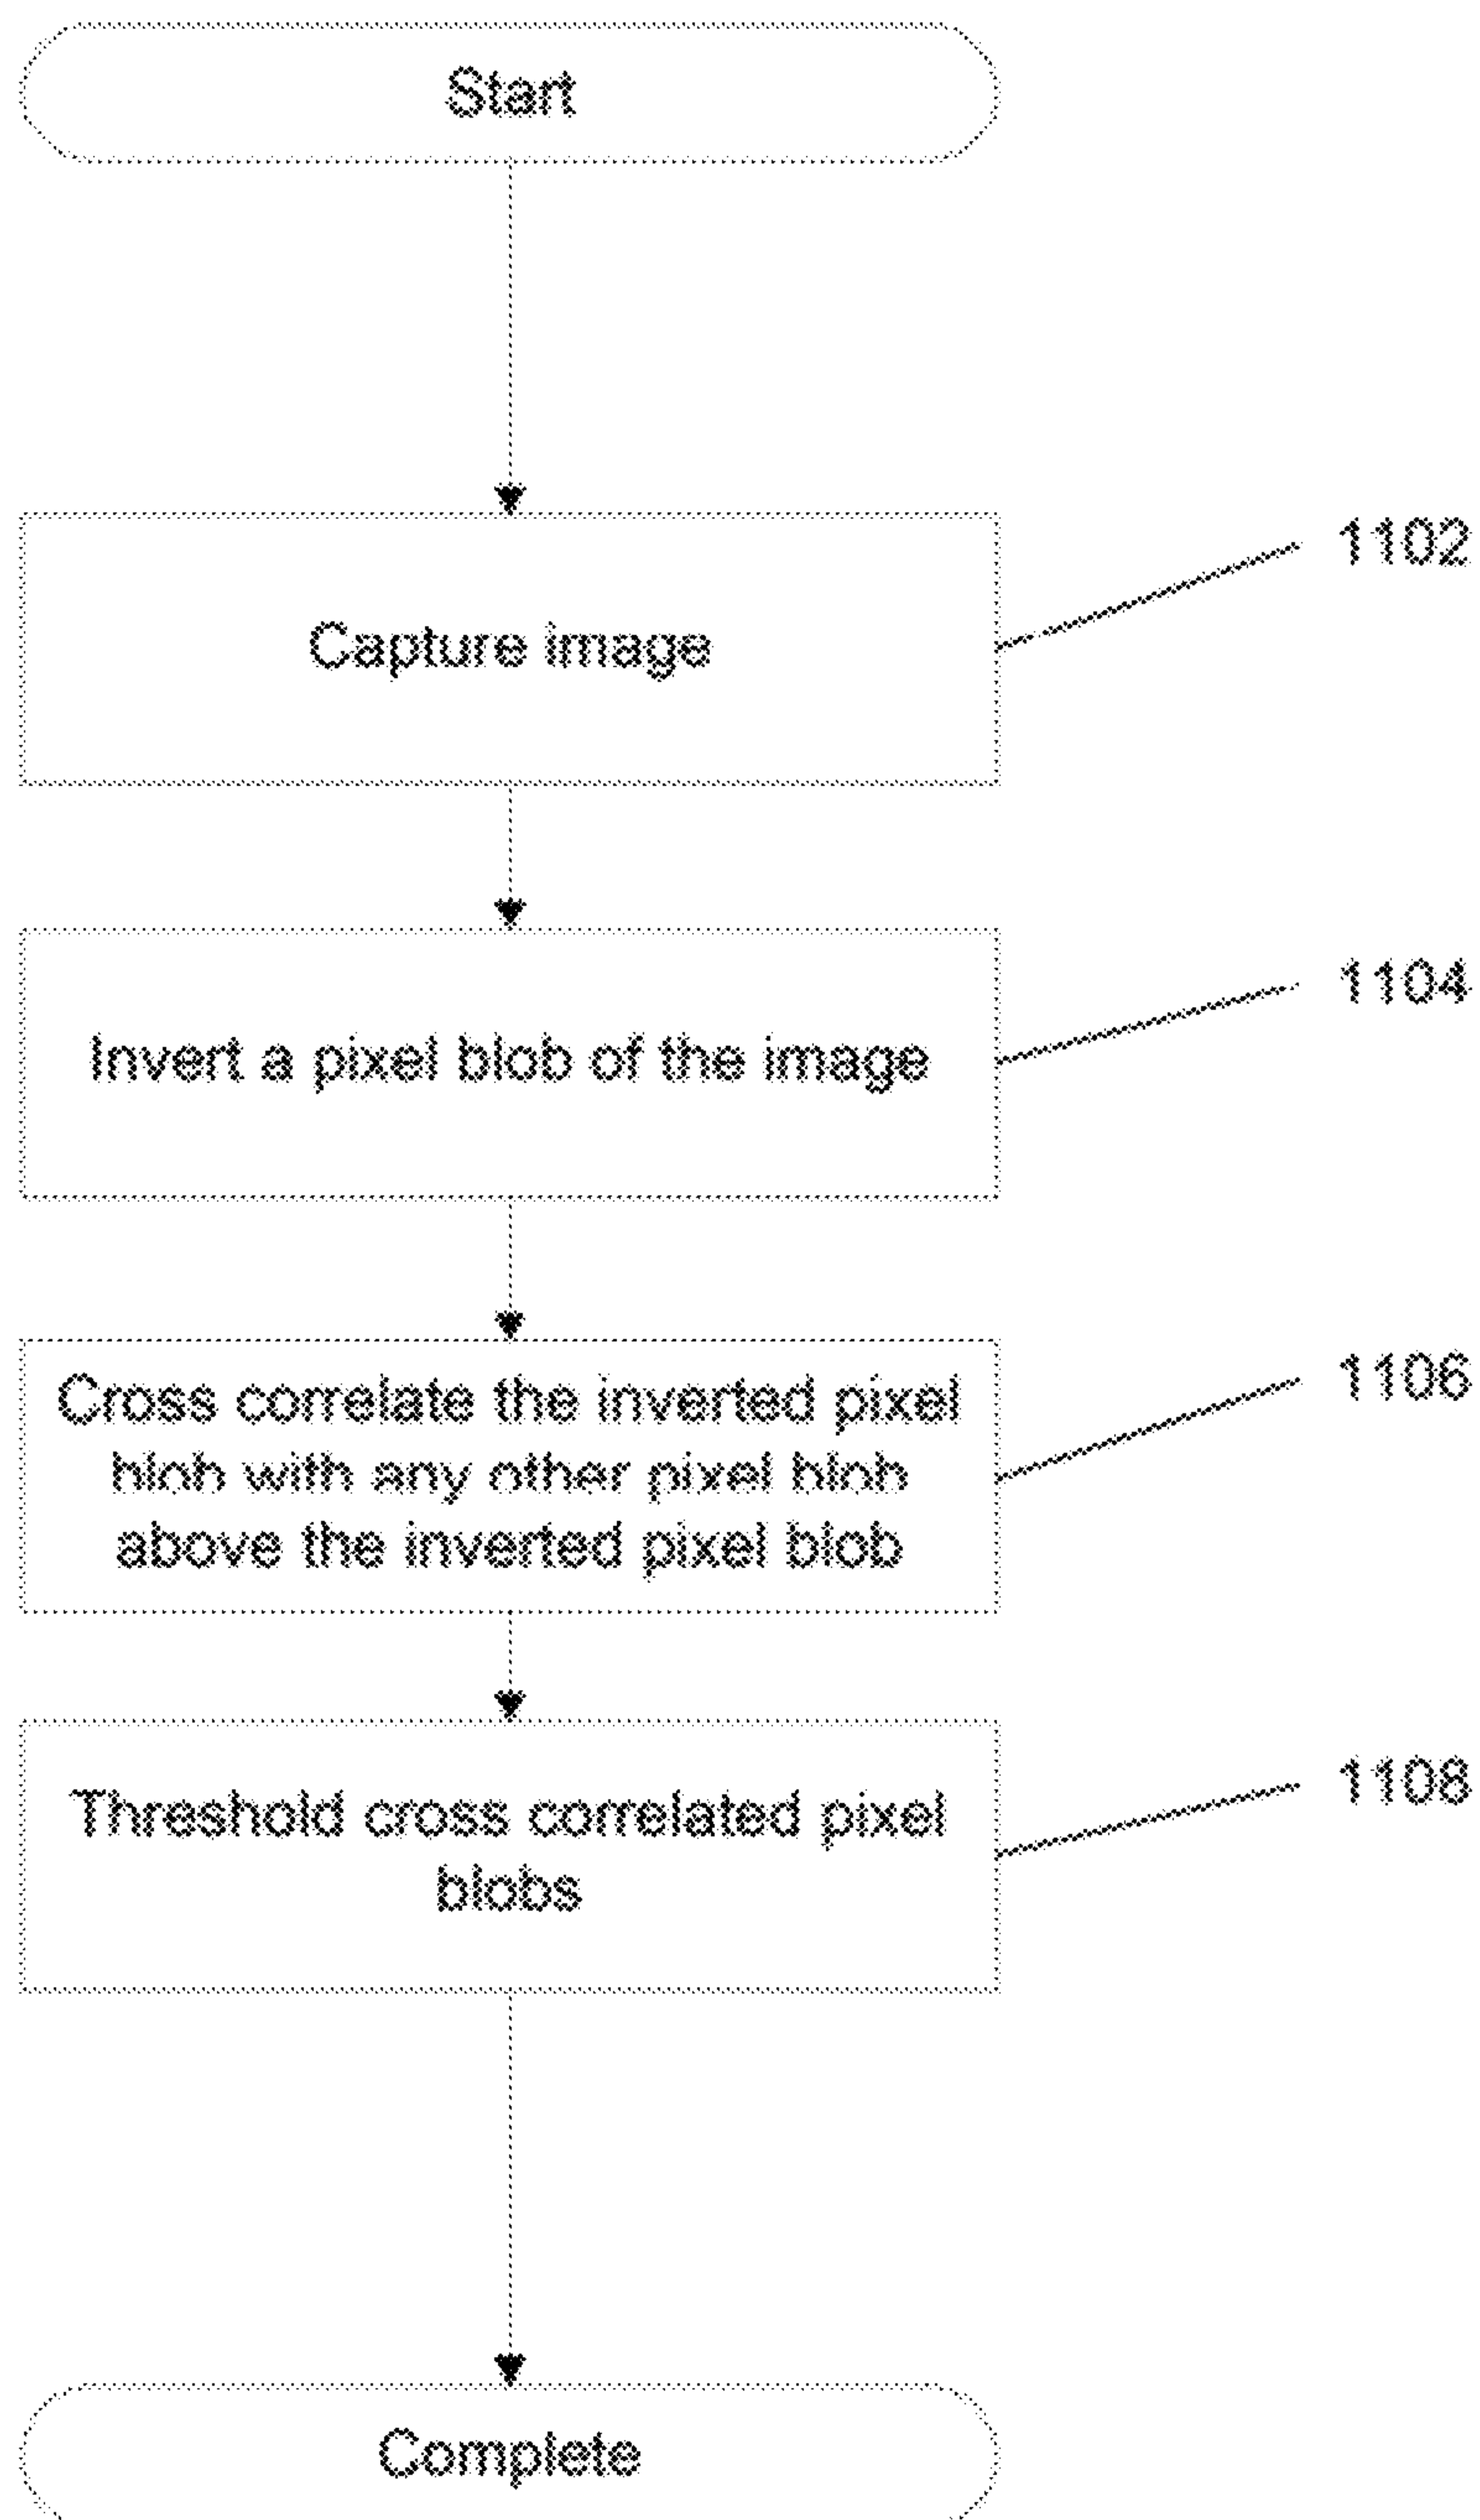 Start
1102
Capture image
1104
Invert a pixel blob of the image
1106
Cross correlate the inverted pixel
blob with any other pixel blob
above the inverted pixel blob
1108
Threshold cross correlated pixel
blobs
Complete